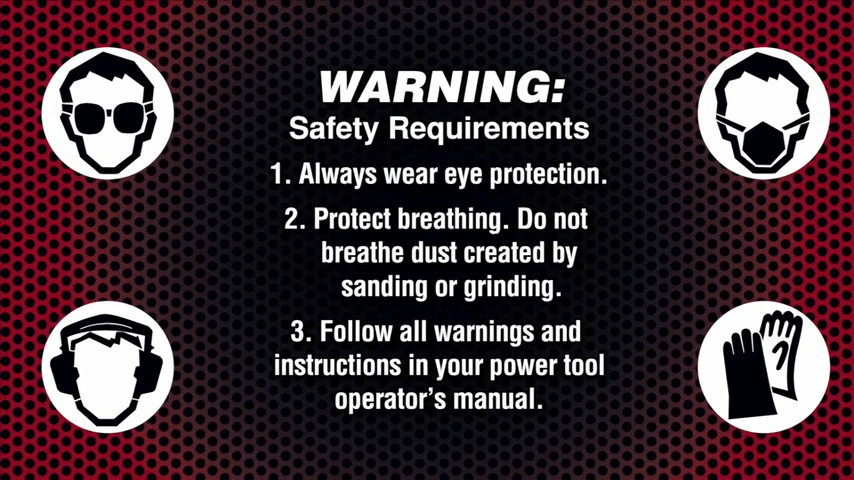 WARNING:
Safety Requirements
1. Always wear eye protection.
2. Protect breathing. Do not
breathe dust created by
sanding or grinding.
3. Follow all warnings and
instructions in your power tool
operator’s manual.